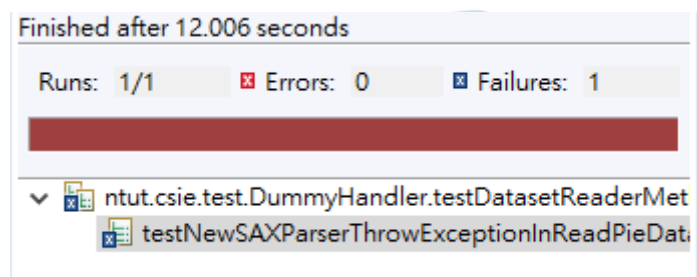 Finished after 12.006 seconds
Runs: 1/1 Errors: 0 Failures: 1
ntut.csie.test.DummyHandler.testDatasetReaderMet
testNewSAXParserThrowExceptionInReadPieData